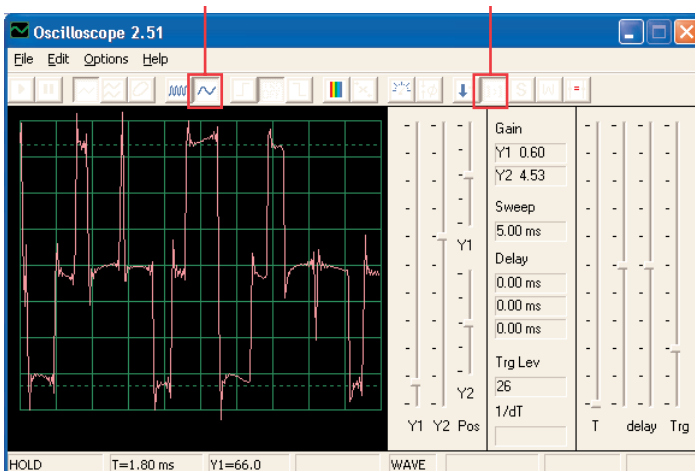 Oscilloscope 2.51
File Edit Options Help
Gain
Y1 0.60
Y2 4.53
Sweep
5.00 ms
Delay
0.00 ms
0.00 ms
0.00 ms
Trg Lev
26
1/dT
Y1
Y2
Y1 Y2 Pos
T delay Trg
HOLD T=1.80 ms Y1=66.0 WAVE